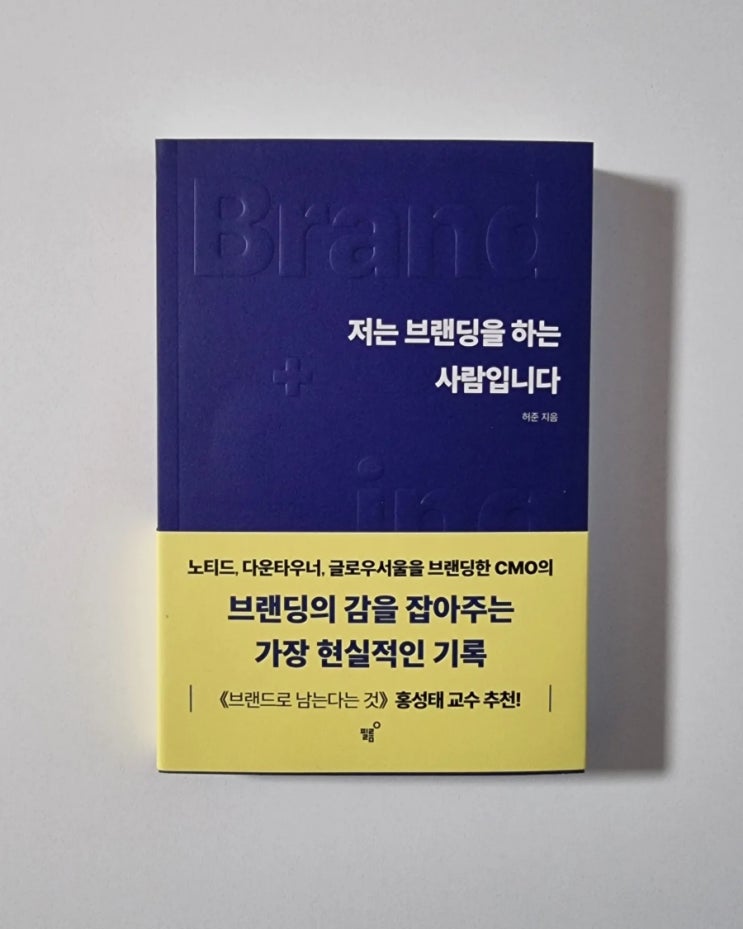 Brand
저는 브랜딩을 하는
+
사람입니다
허준 지음
ing
노티드, 다운타우너, 글로우서울을 브랜딩한 CMO의
브랜딩의 감을 잡아주는
가장 현실적인 기록
《브랜드로 남는다는 것》 홍성태 교수 추천!
필름